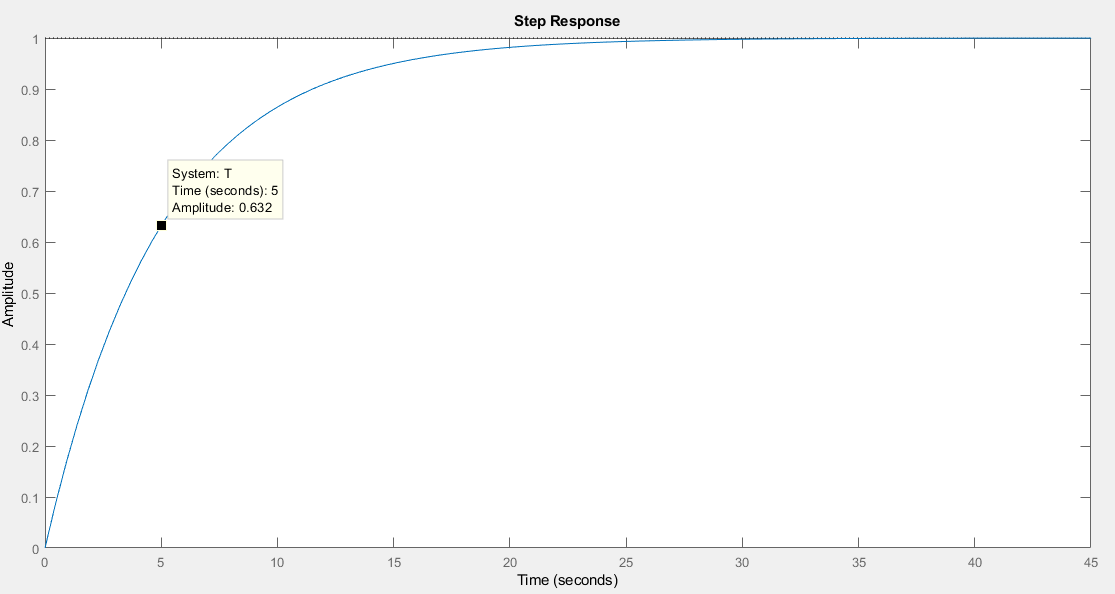 Step Response
1
0.9
0.8
0.7
0.6
0.5
0.4
0.3
0.2
0.1
0
Amplitude
System: T
Time (seconds): 5
Amplitude: 0.632
0 5 10 15 20 25 30 35 40 45
Time (seconds)